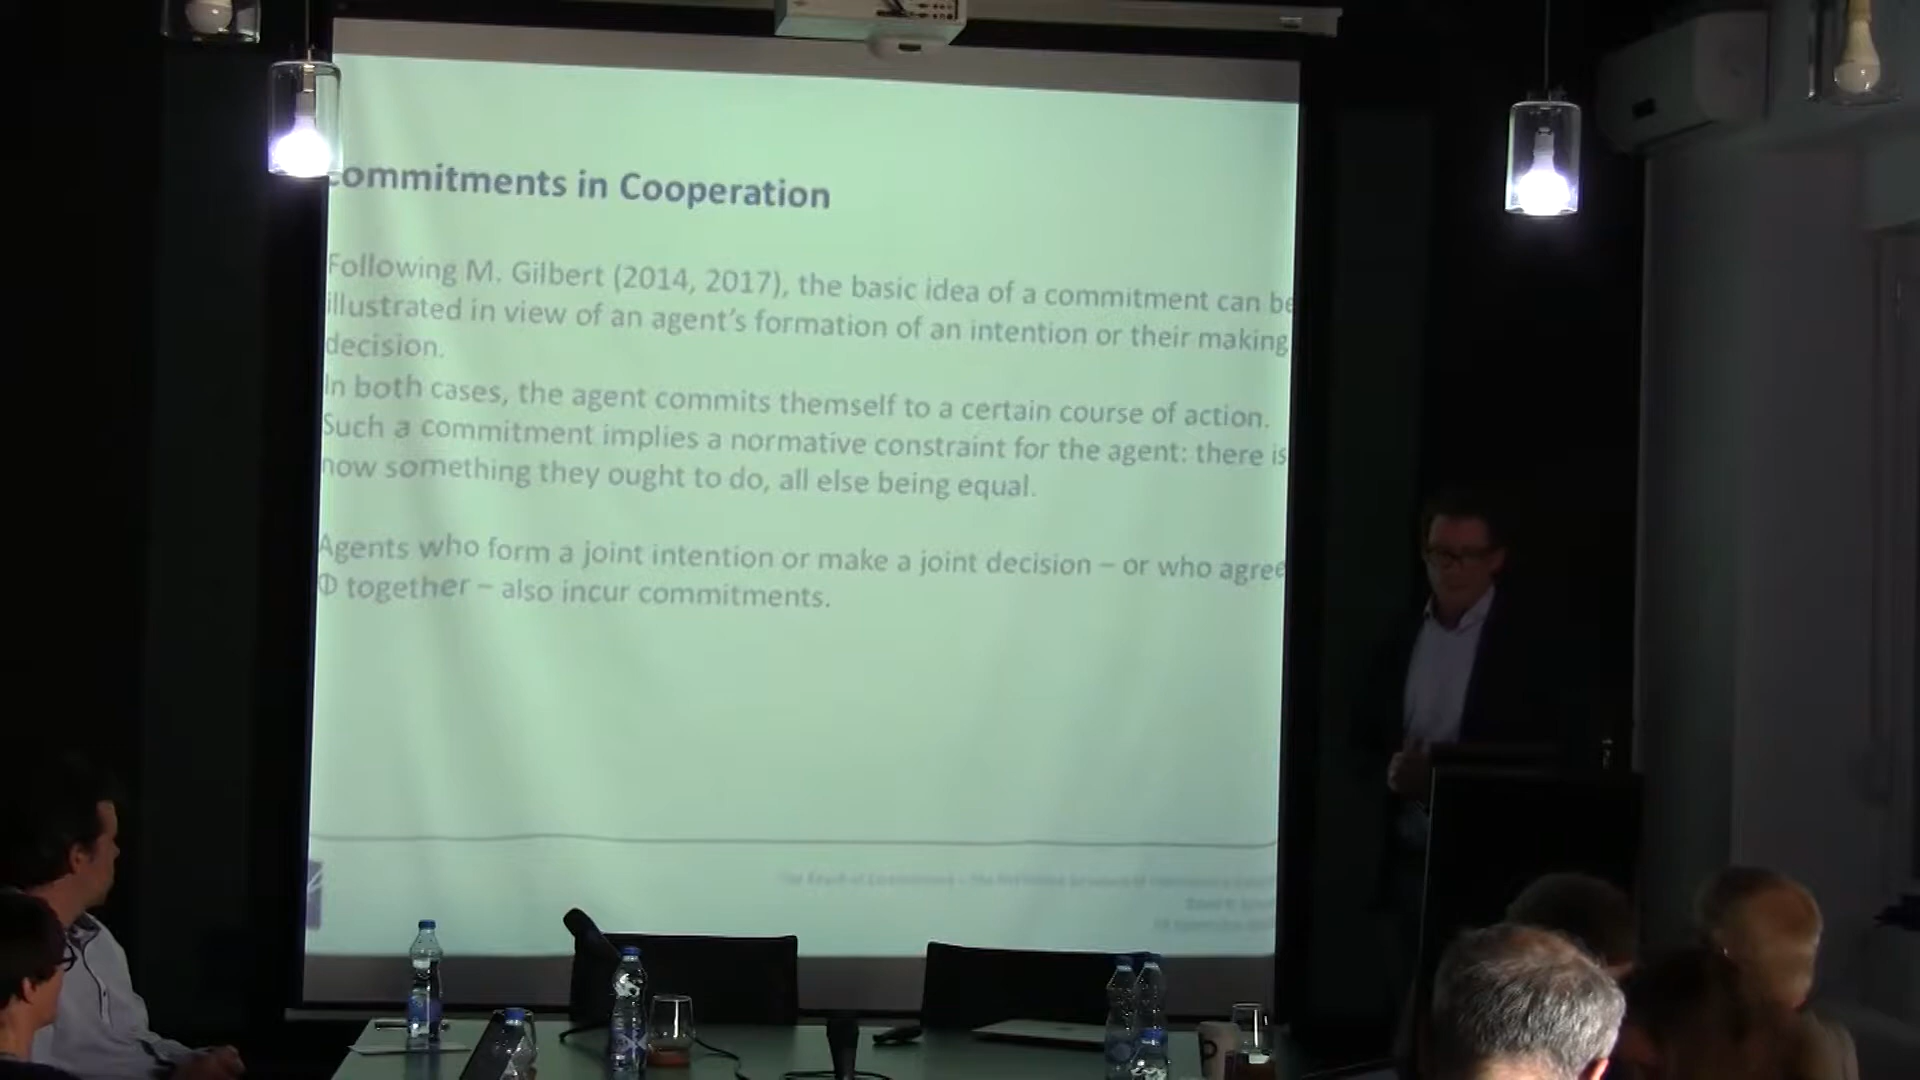 Commitments in Cooperation
Following M. Gilbert (2014, 2017), the basic idea of a commitment can be
illustrated in view of an agent's formation of an intention or their making
decision.
In both cases, the agent commits themself to a certain course of action.
Such a commitment implies a normative constraint for the agent: there is
now something they ought to do, all else being equal.
Agents who form a joint intention or make a joint decision – or who agree
Φ together – also incur commitments.